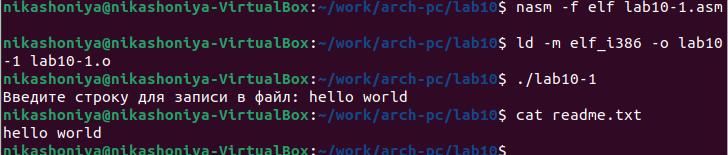 nikashoniya@nikashoniya-VirtualBox:~/work/arch-pc/lab10$ nasm -f elf lab10-1.asm
nikashoniya@nikashoniya-VirtualBox:~/work/arch-pc/lab10$ ld -m elf_i386 -o lab10
-1 lab10-1.o
nikashoniya@nikashoniya-VirtualBox:~/work/arch-pc/lab10$ ./lab10-1
Введите строку для записи в файл: hello world
nikashoniya@nikashoniya-VirtualBox:~/work/arch-pc/lab10$ cat readme.txt
hello world
nikashoniya@nikashoniya-VirtualBox:~/work/arch-pc/lab10$